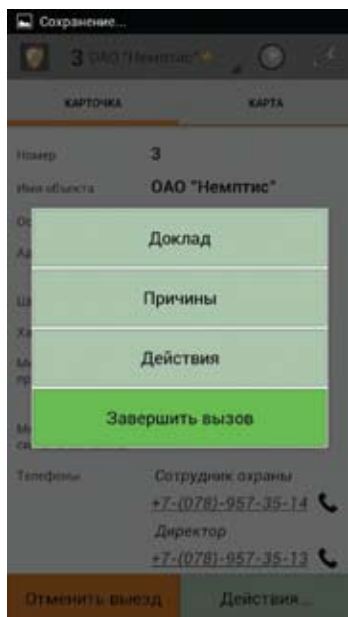 Сохранение...
3 ОАО "Немптис"
КАРТОЧКА
КАРТА
Номер
3
Имя объекта
ОАО "Немптис"
Доклад
Причины
Действия
Завершить вызов
Телефоны
Сотрудник охраны
+7-(078)-957-35-14
Директор
+7-(078)-957-35-13
Отменить выезд
Действия...